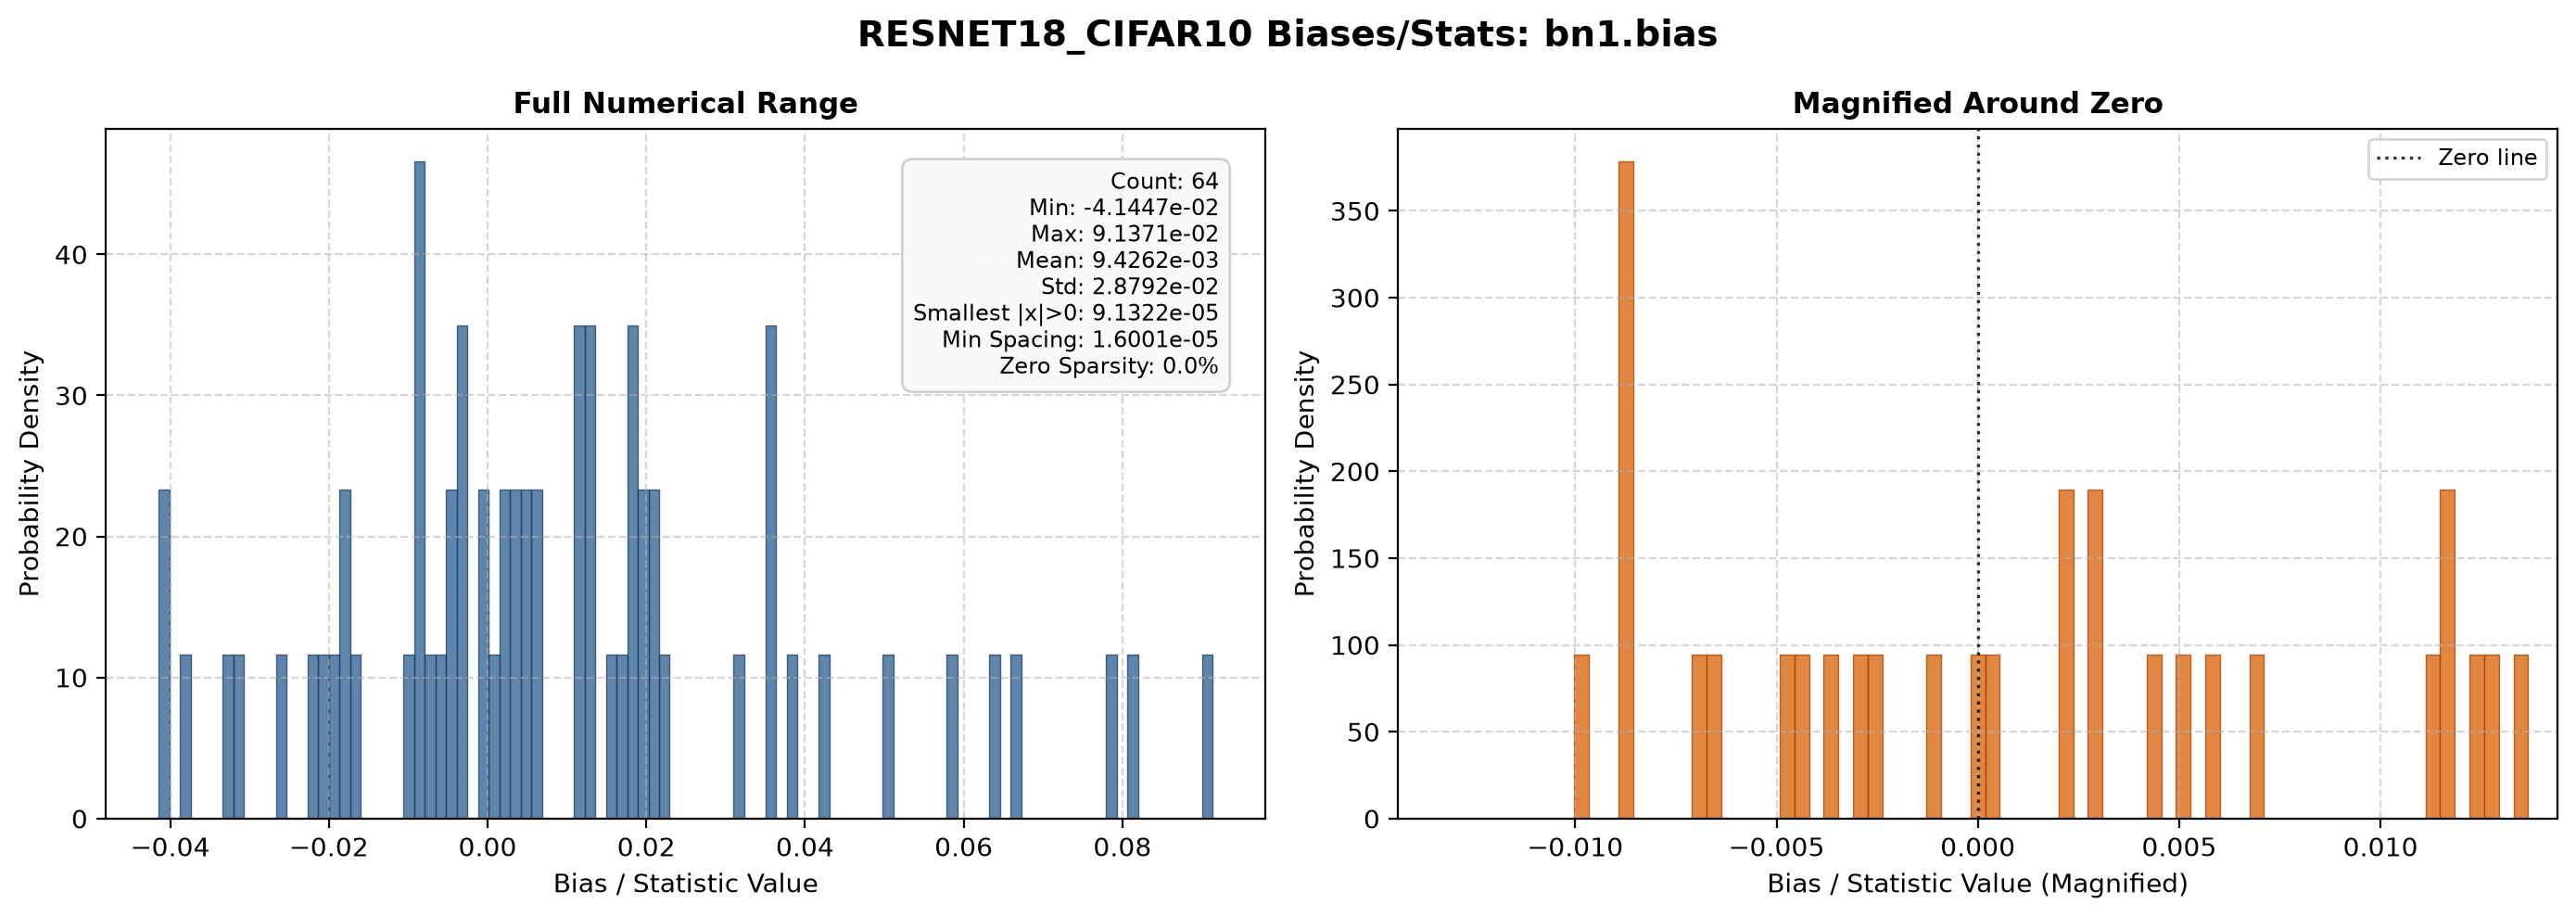 RESNET18_CIFAR10 Biases/Stats: bn1.bias
Full Numerical Range
Probability Density
40
30
20
10
0
Count: 64
Min: -4.1447e-02
Max: 9.1371e-02
Mean: 9.4262e-03
Std: 2.8792e-02
Smallest |x|>0: 9.1322e-05
Min Spacing: 1.6001e-05
Zero Sparsity: 0.0%
−0.04 −0.02 0.00 0.02 0.04 0.06 0.08
Bias / Statistic Value
Magnified Around Zero
Probability Density
350
300
250
200
150
100
50
0
Zero line
−0.010 −0.005 0.000 0.005 0.010
Bias / Statistic Value (Magnified)